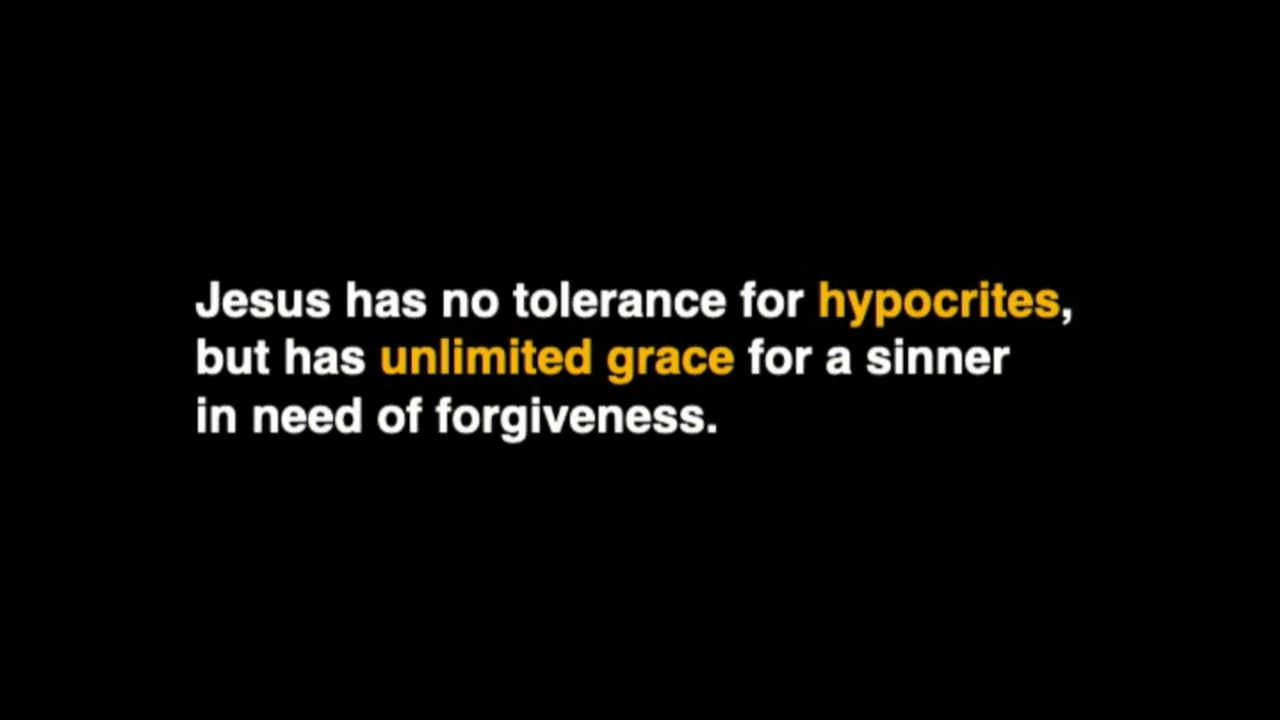 Jesus has no tolerance for hypocrites,
but has unlimited grace for a sinner
in need of forgiveness.